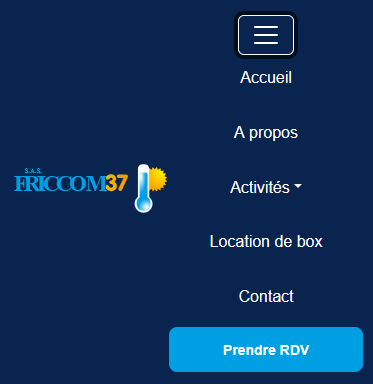 Accueil
A propos
S.A.S.
FRICCOM37
Activités
Location de box
Contact
Prendre RDV